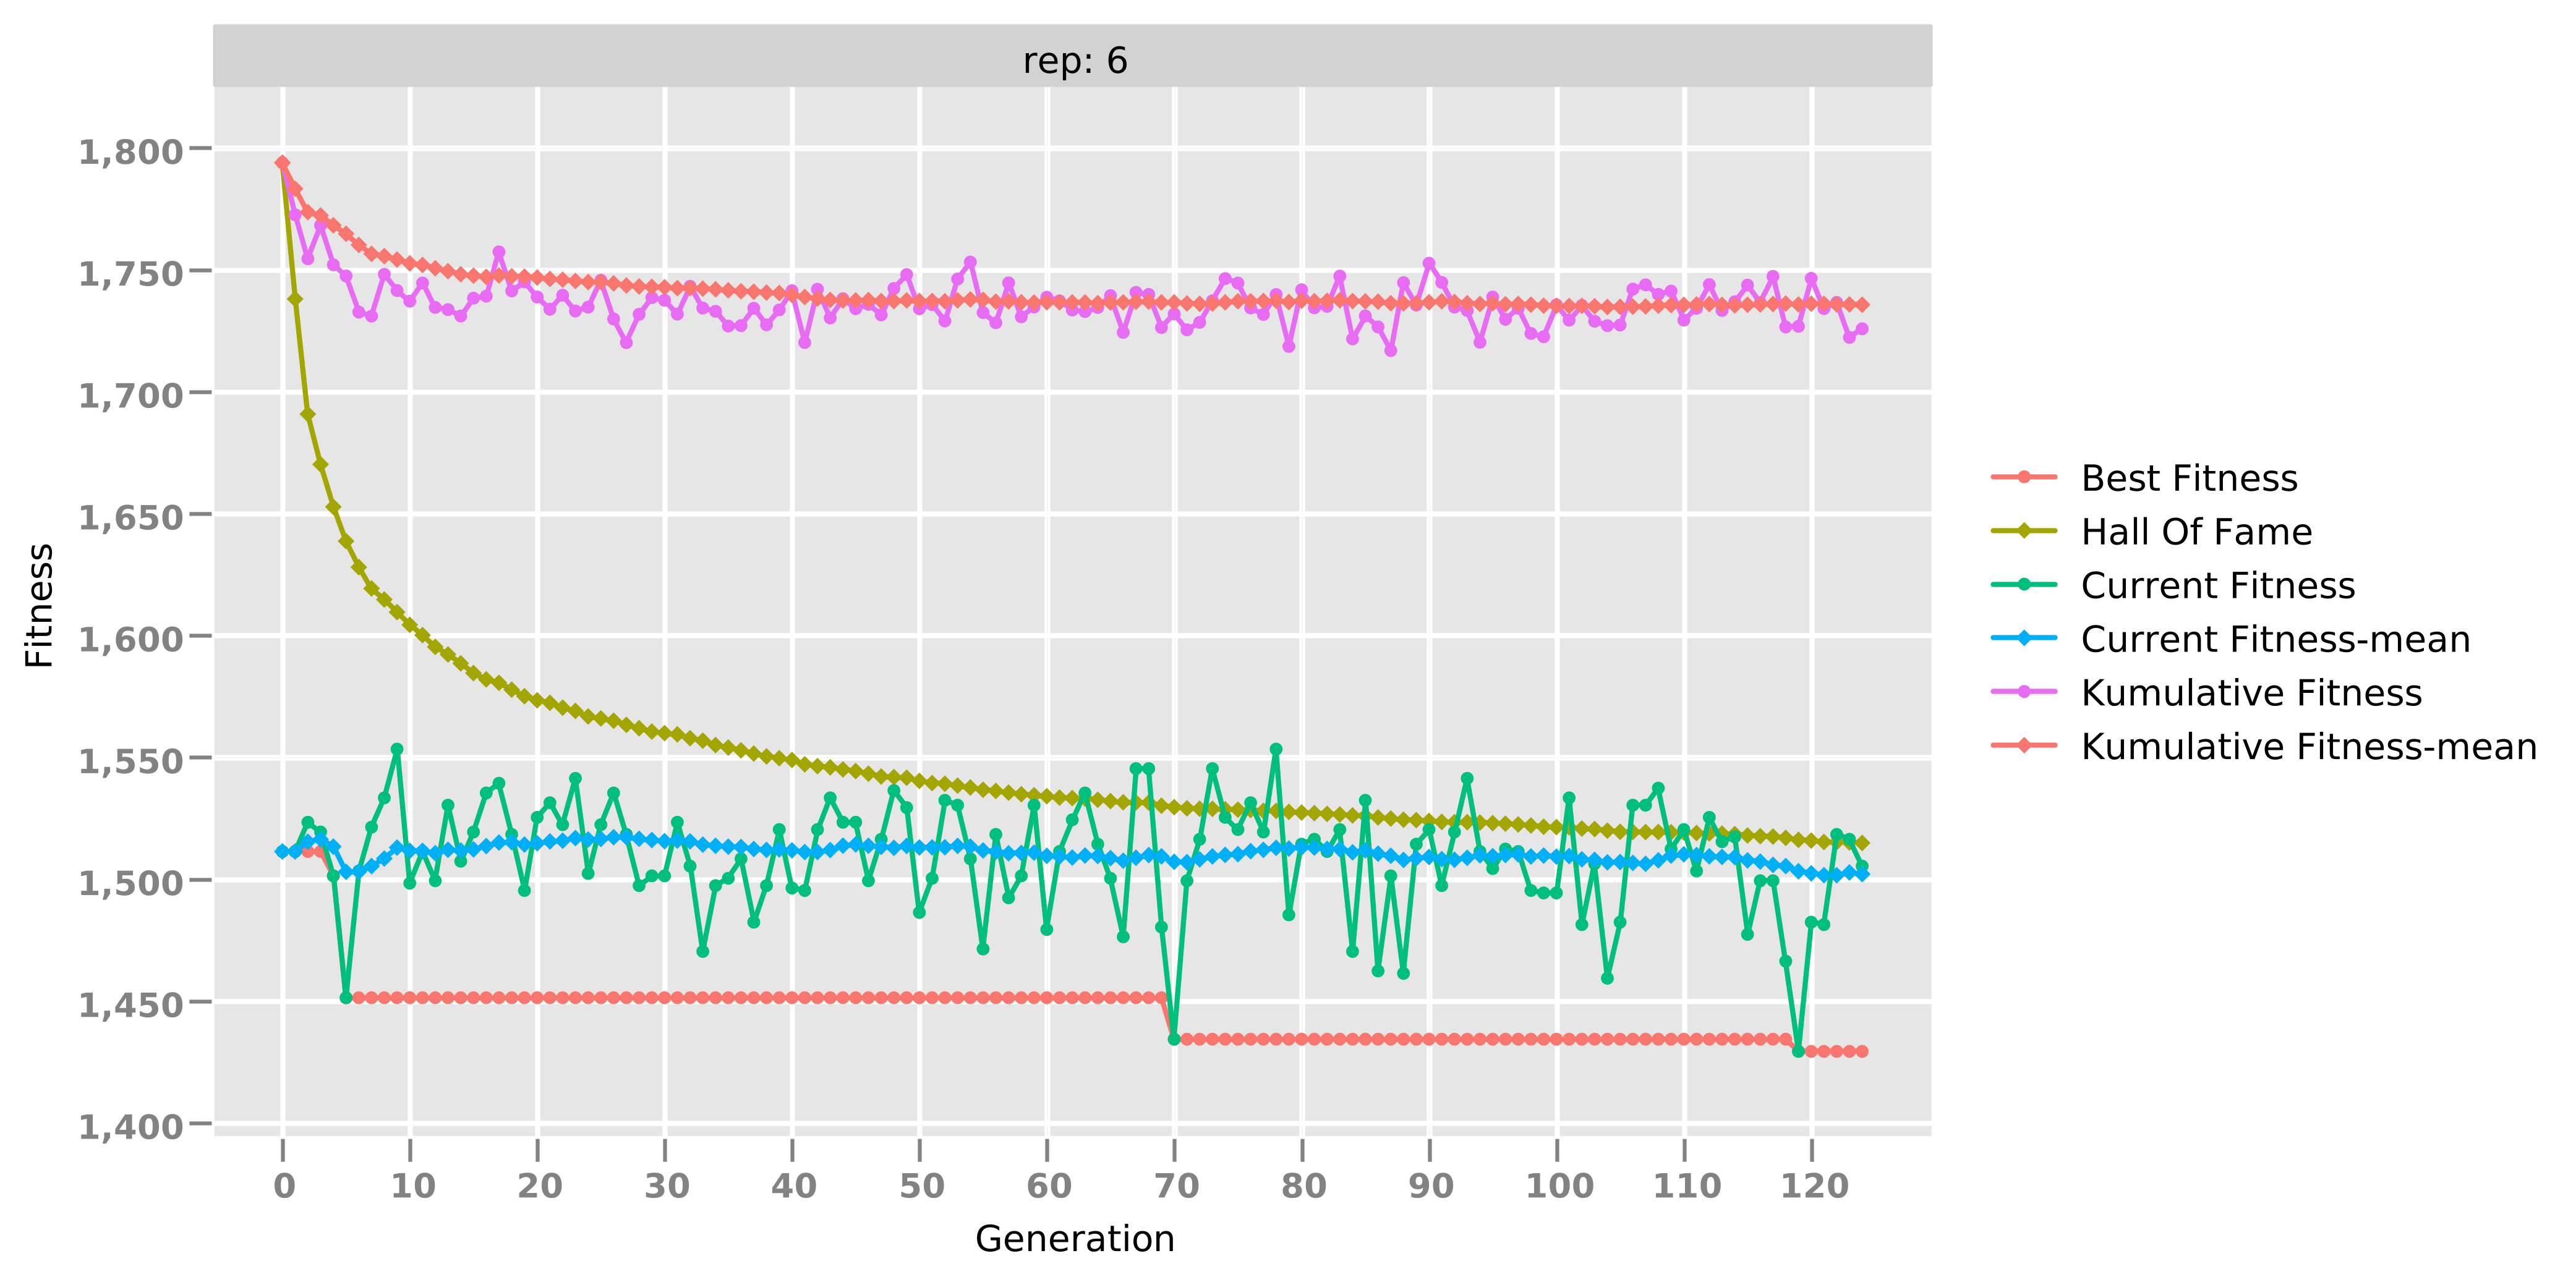 rep: 6
1,800
1,750
1,700
1,650
1,600
1,550
1,500
1,450
1,400
Fitness
0 10 20 30 40 50 60 70 80 90 100 110 120
Generation
Best Fitness
Hall Of Fame
Current Fitness
Current Fitness-mean
Kumulative Fitness
Kumulative Fitness-mean